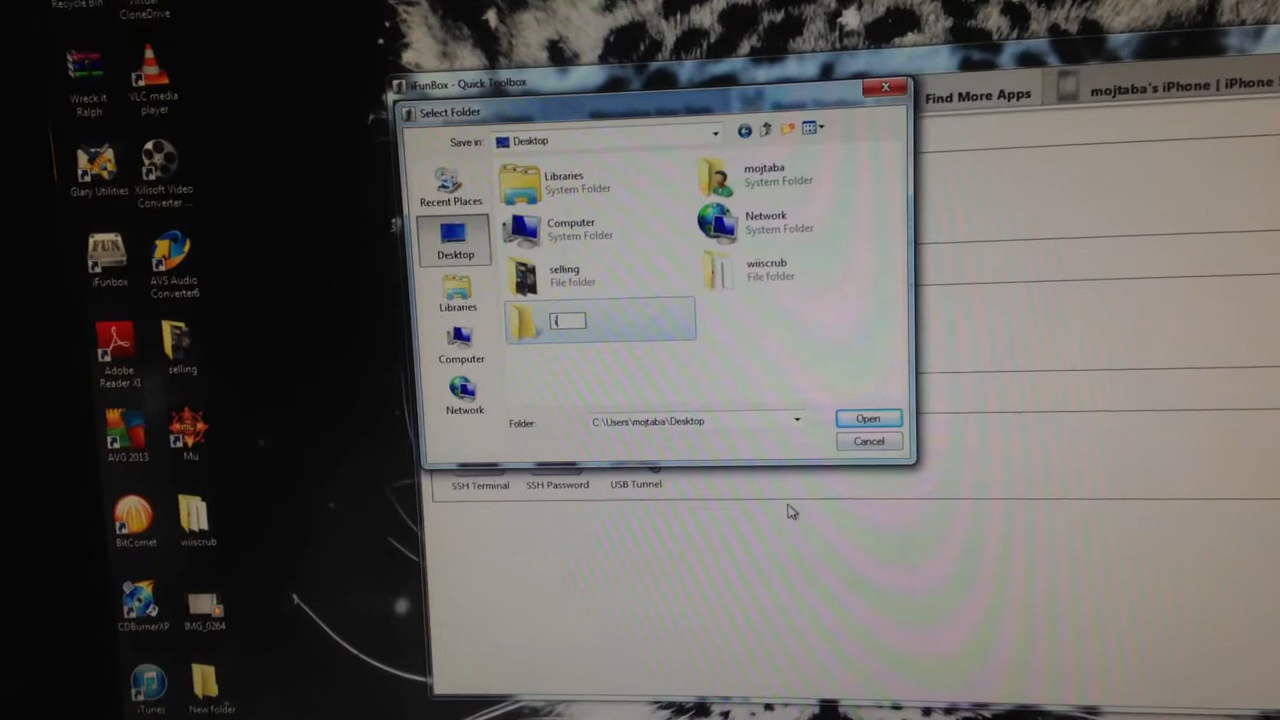 Recycle Bin
Virtual
CloneDrive
Wreck it
Ralph
VLC media
player
Glary Utilities
Xilisoft Video
Converter ...
FUN
iFunbox
AVS Audio
Converter6
Adobe
Reader XI
selling
AVG 2013
Mu
BitComet
wiiscrub
CDBurnerXP
IMG_0264
iTunes
New folder
iFunBox - Quick Toolbox
Select Folder
Save in:
Desktop
Recent Places
Desktop
Libraries
Computer
Network
Libraries
System Folder
mojtaba
System Folder
Computer
System Folder
Network
System Folder
selling
File folder
wiiscrub
File folder
i
Folder:
C:\Users\mojtaba\Desktop
Open
Cancel
SSH Terminal
SSH Password
USB Tunnel
Find More Apps
mojtaba's iPhone [ iPhone